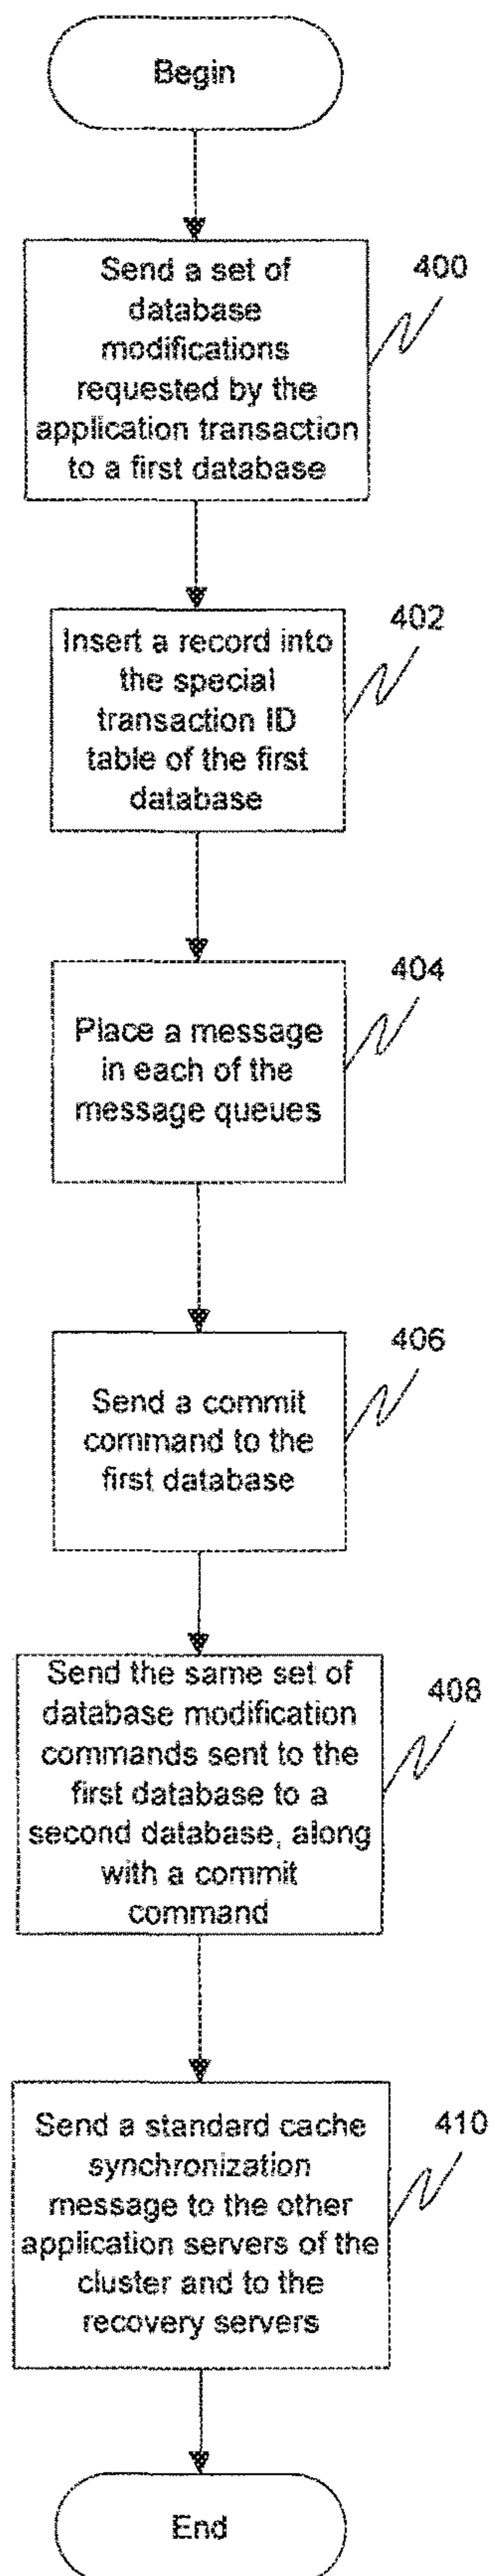 Begin
Send a set of
database
modifications
requested by the
application transaction
to a first database
400
Insert a record into
the special
transaction ID
table of the first
database
402
Place a message
in each of the
message queues
404
Send a commit
command to the
first database
406
Send the same set of
database modification
commands sent to the
first database to a
second database, along
with a commit
command
408
Send a standard cache
synchronization
message to the other
application servers of the
cluster and to the
recovery servers
410
End